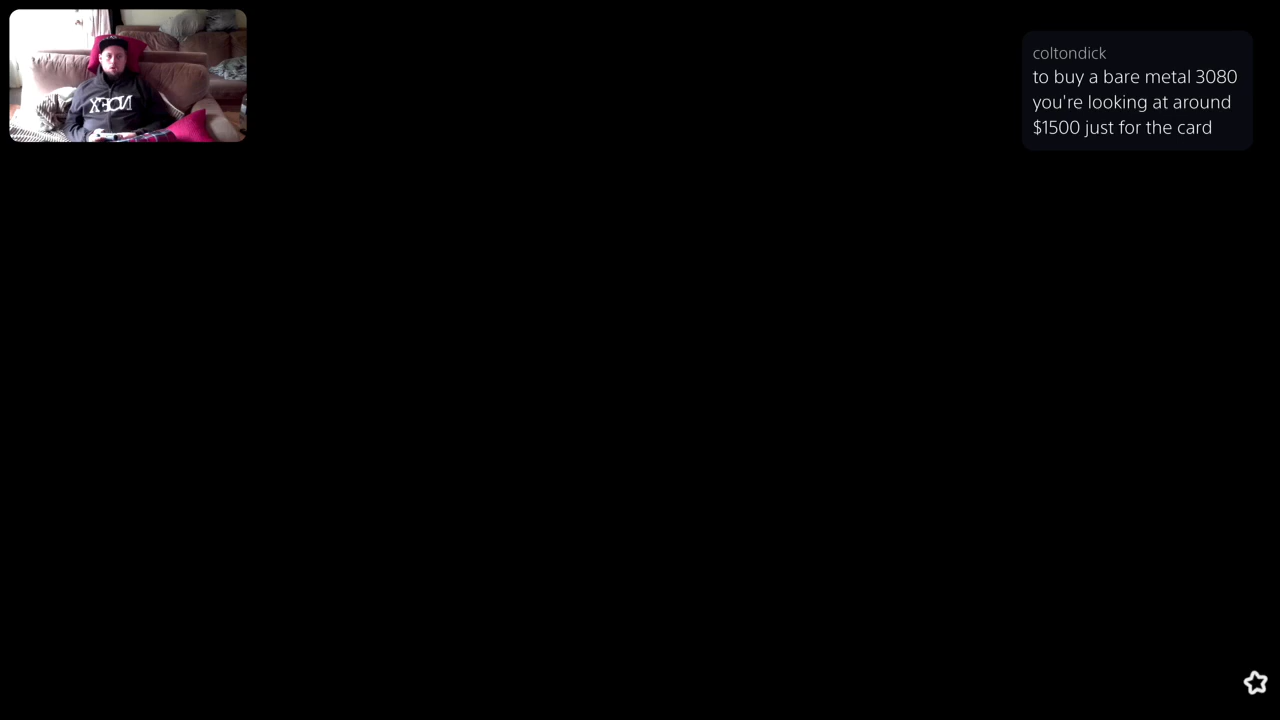 coltondick
to buy a bare metal 3080
you're looking at around
$1500 just for the card